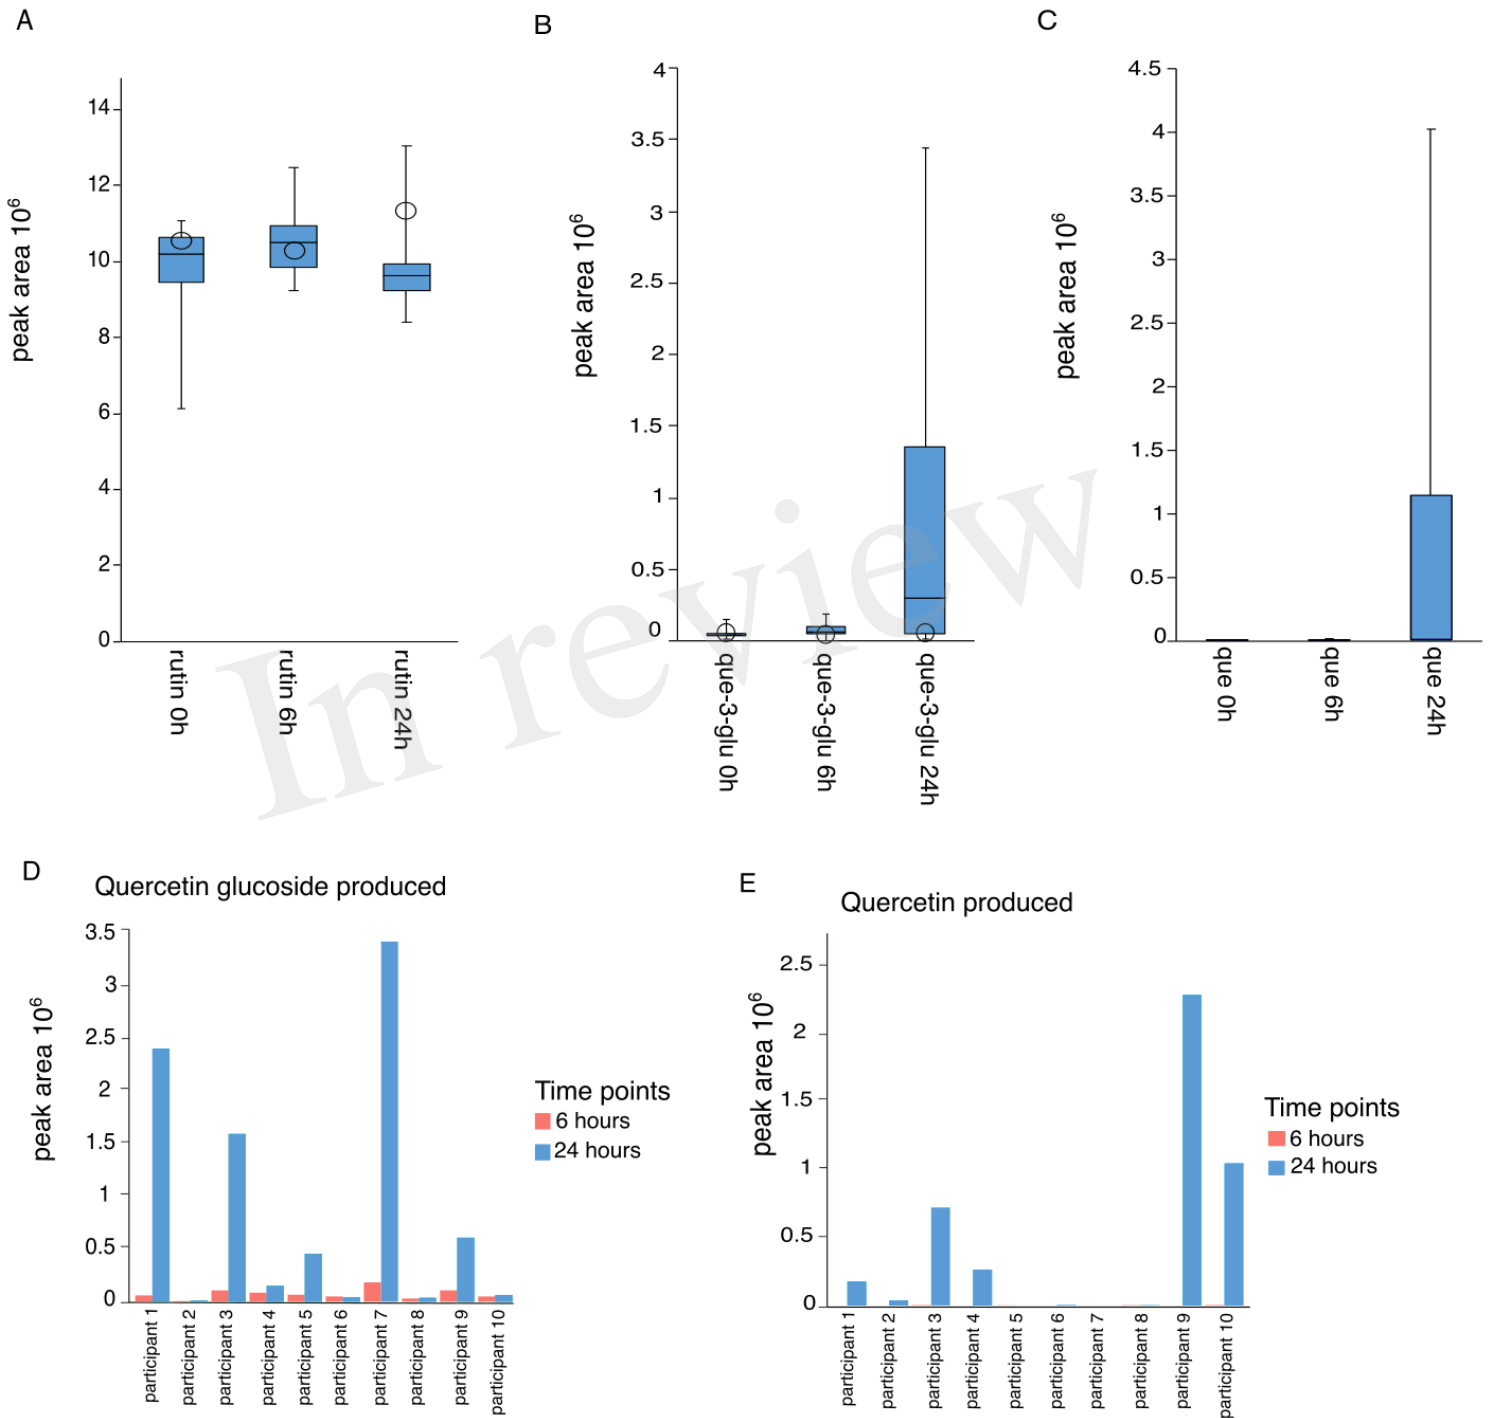 A
B
C
peak area 10⁶
14
12
10
8
6
4
2
0
rutin 0h
rutin 6h
rutin 24h
peak area 10⁶
4
3.5
3
2.5
2
1.5
1
0.5
0
que-3-glu 0h
que-3-glu 6h
que-3-glu 24h
peak area 10⁶
4.5
4
3.5
3
2.5
2
1.5
1
0.5
0
que 0h
que 6h
que 24h
In review
D
Quercetin glucoside produced
peak area 10⁶
3.5
3
2.5
2
1.5
1
0.5
0
participant 1
participant 2
participant 3
participant 4
participant 5
participant 6
participant 7
participant 8
participant 9
participant 10
Time points
6 hours
24 hours
E
Quercetin produced
peak area 10⁶
2.5
2
1.5
1
0.5
0
participant 1
participant 2
participant 3
participant 4
participant 5
participant 6
participant 7
participant 8
participant 9
participant 10
Time points
6 hours
24 hours